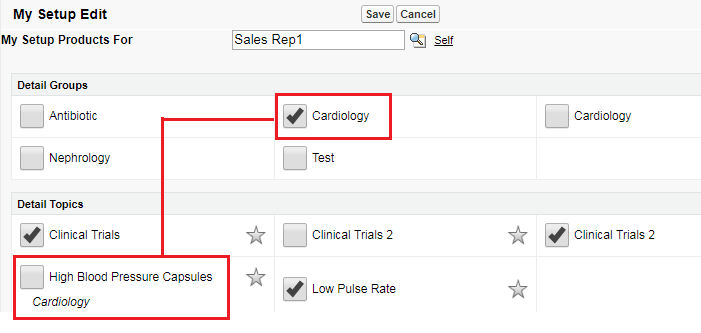 My Setup Edit
Save Cancel
My Setup Products For Sales Rep1 Self
Detail Groups
Antibiotic Cardiology Cardiology
Nephrology Test
Detail Topics
Clinical Trials Clinical Trials 2 Clinical Trials 2
High Blood Pressure Capsules Low Pulse Rate
Cardiology